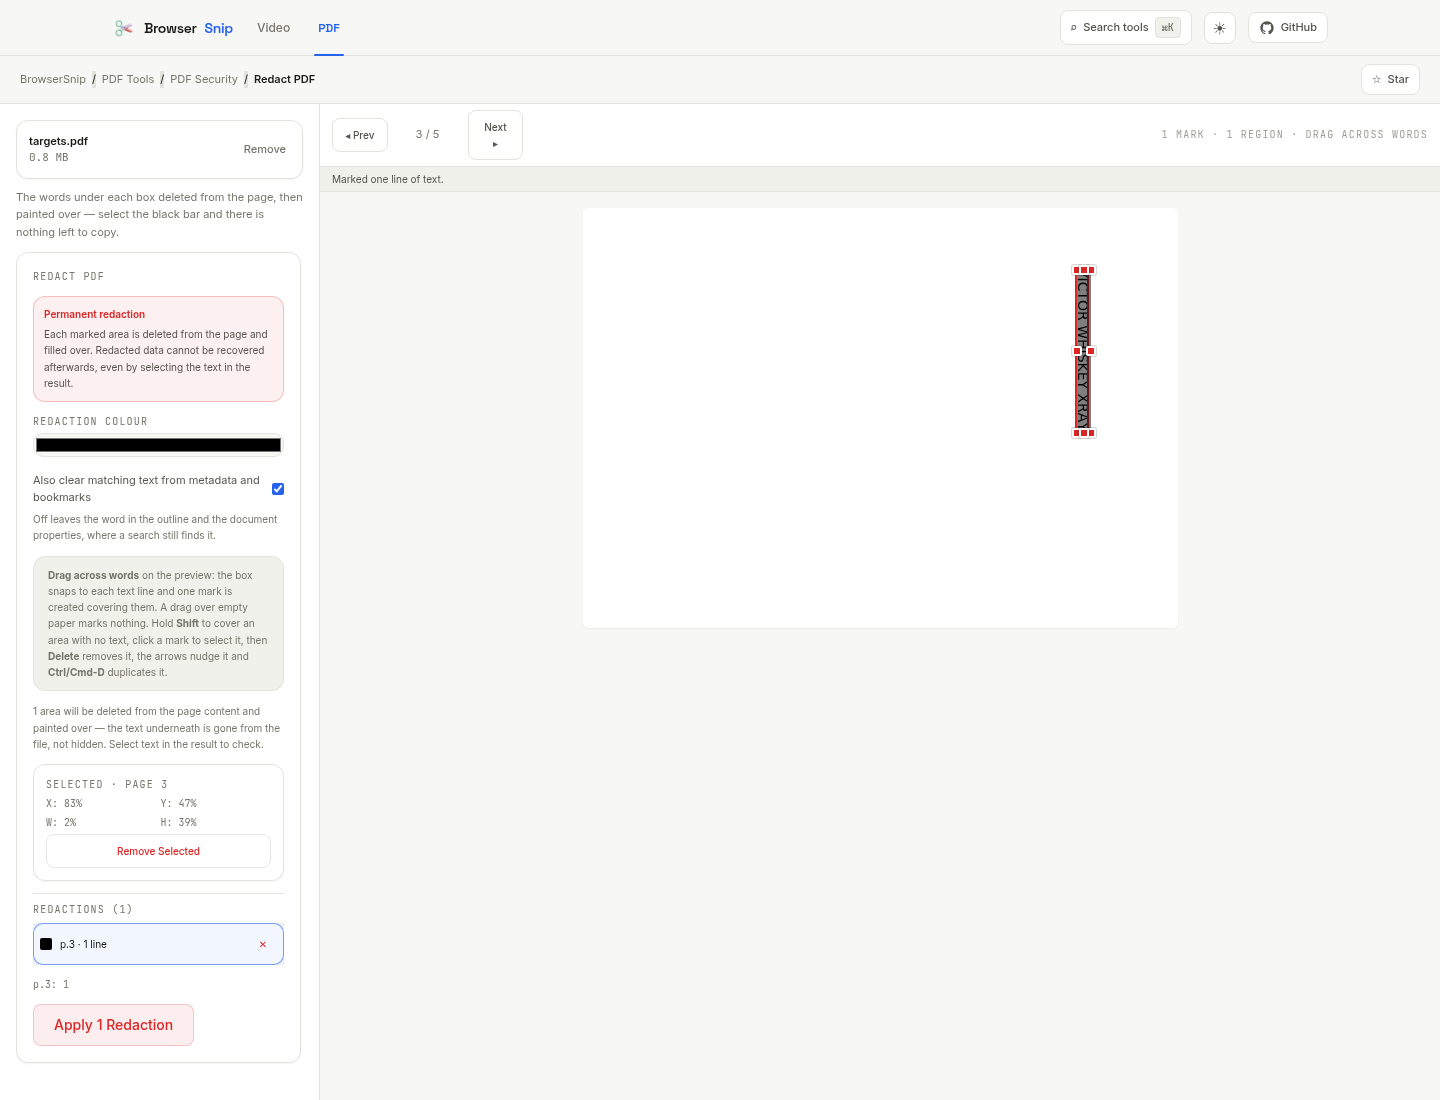 Browser Snip
Video
PDF
Search tools
⌘K
GitHub
BrowserSnip / PDF Tools / PDF Security / Redact PDF
☆ Star
targets.pdf
0.8 MB
Remove
The words under each box deleted from the page, then
painted over — select the black bar and there is
nothing left to copy.
REDACT PDF
Permanent redaction
Each marked area is deleted from the page and
filled over. Redacted data cannot be recovered
afterwards, even by selecting the text in the
result.
REDACTION COLOUR
Also clear matching text from metadata and
bookmarks
Off leaves the word in the outline and the document
properties, where a search still finds it.
Drag across words on the preview: the box
snaps to each text line and one mark is
created covering them. A drag over empty
paper marks nothing. Hold Shift to cover an
area with no text, click a mark to select it, then
Delete removes it, the arrows nudge it and
Ctrl/Cmd-D duplicates it.
1 area will be deleted from the page content and
painted over — the text underneath is gone from the
file, not hidden. Select text in the result to check.
SELECTED · PAGE 3
X: 83%
Y: 47%
W: 2%
H: 39%
Remove Selected
REDACTIONS (1)
p.3 · 1 line
×
p.3: 1
Apply 1 Redaction
◂ Prev
3 / 5
Next
▸
1 MARK · 1 REGION · DRAG ACROSS WORDS
Marked one line of text.
VICTOR WHISKEY XRAY